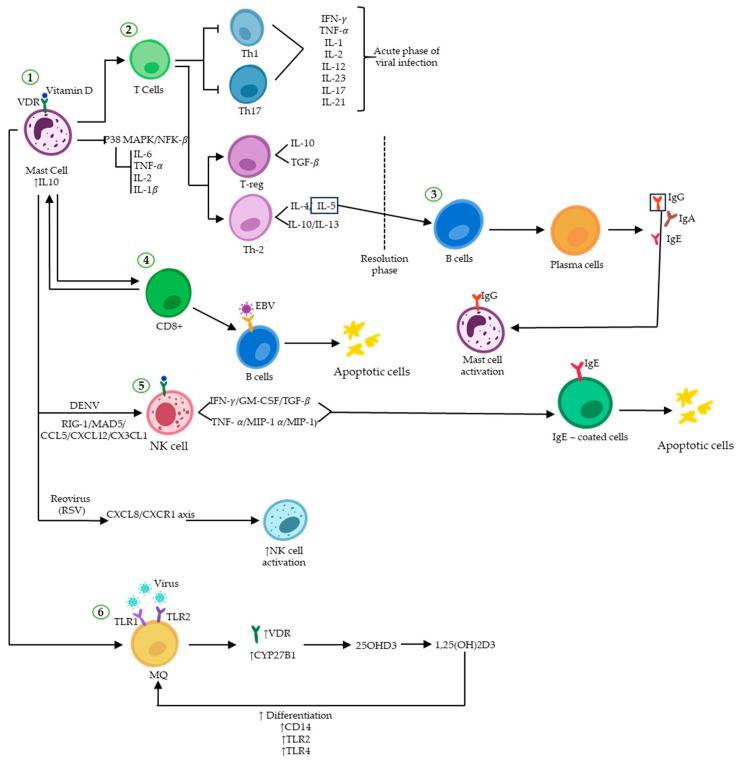 1
Vitamin D
VDR
Mast Cell
↑IL10
P38 MAPK/NFK-β
IL-6
TNF-α
IL-2
IL-1β
2
T Cells
Th1
Th17
IFN-γ
TNF-α
IL-1
IL-2
IL-12
IL-23
IL-17
IL-21
Acute phase of
viral infection
T-reg
IL-10
TGF-β
Th-2
IL-4/ IL-5
IL-10/IL-13
Resolution
phase
3
B cells
Plasma cells
IgG
IgA
IgE
IgG
Mast cell
activation
4
CD8+
EBV
B cells
Apoptotic cells
5
DENV
RIG-1/MAD5/
CCL5/CXCL12/CX3CL1
NK cell
IFN-γ/GM-CSF/TGF-β
TNF- α/MIP-1 α/MIP-1γ
IgE
IgE – coated cells
Apoptotic cells
Reovirus
(RSV)
CXCL8/CXCR1 axis
↑NK cell
activation
6
Virus
TLR1
TLR2
MQ
↑VDR
↑CYP27B1
25OHD3
1,25(OH)2D3
↑ Differentiation
↑CD14
↑TLR2
↑TLR4